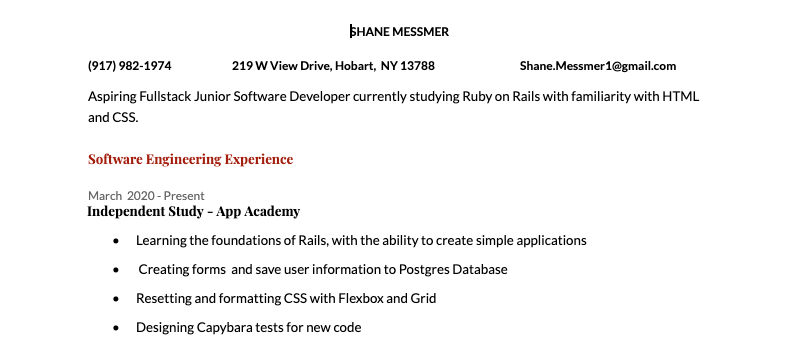 SHANE MESSMER
(917) 982-1974 219 W View Drive, Hobart, NY 13788 Shane.Messmer1@gmail.com
Aspiring Fullstack Junior Software Developer currently studying Ruby on Rails with familiarity with HTML
and CSS.
Software Engineering Experience
March 2020 - Present
Independent Study - App Academy
• Learning the foundations of Rails, with the ability to create simple applications
• Creating forms and save user information to Postgres Database
• Resetting and formatting CSS with Flexbox and Grid
• Designing Capybara tests for new code